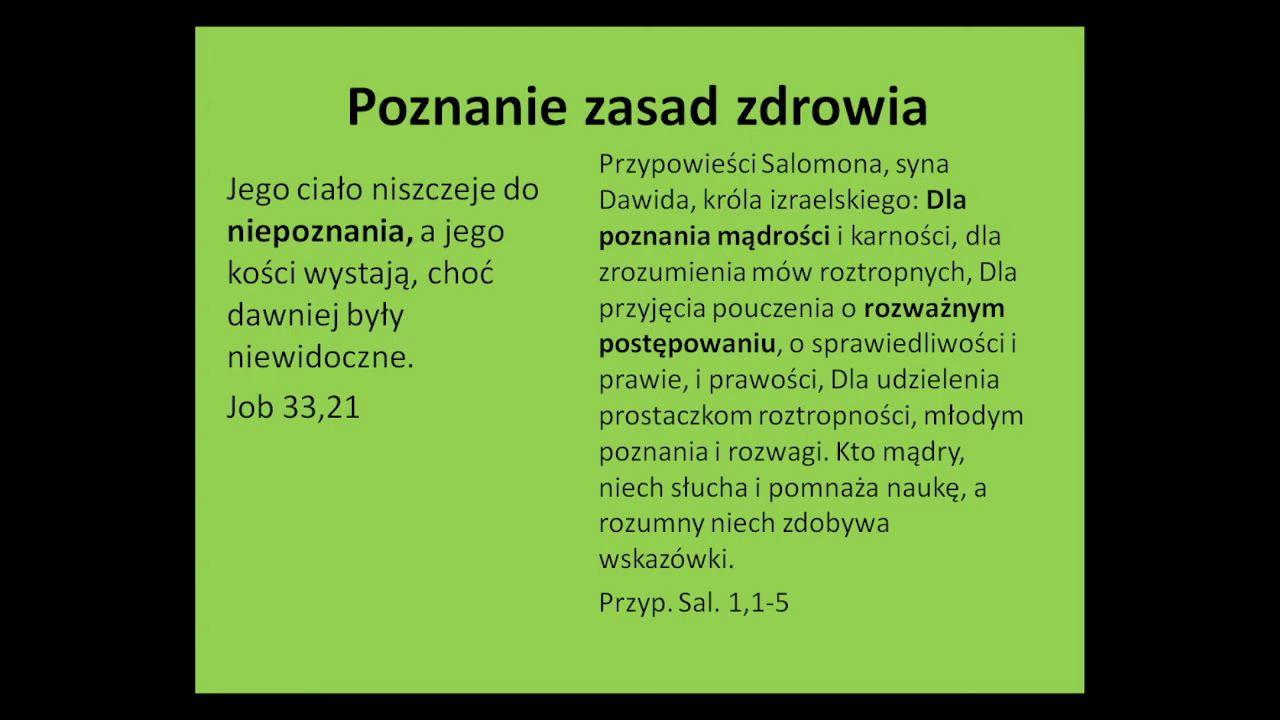 Poznanie zasad zdrowia
Jego ciało niszczeje do
niepoznania, a jego
kości wystają, choć
dawniej były
niewidoczne.
Job 33,21
Przypowieści Salomona, syna
Dawida, króla izraelskiego: Dla
poznania mądrości i karności, dla
zrozumienia mów roztropnych, Dla
przyjęcia pouczenia o rozważnym
postępowaniu, o sprawiedliwości i
prawie, i prawości, Dla udzielenia
prostaczkom roztropności, młodym
poznania i rozwagi. Kto mądry,
niech słucha i pomnaża naukę, a
rozumny niech zdobywa
wskazówki.
Przyp. Sal. 1,1-5